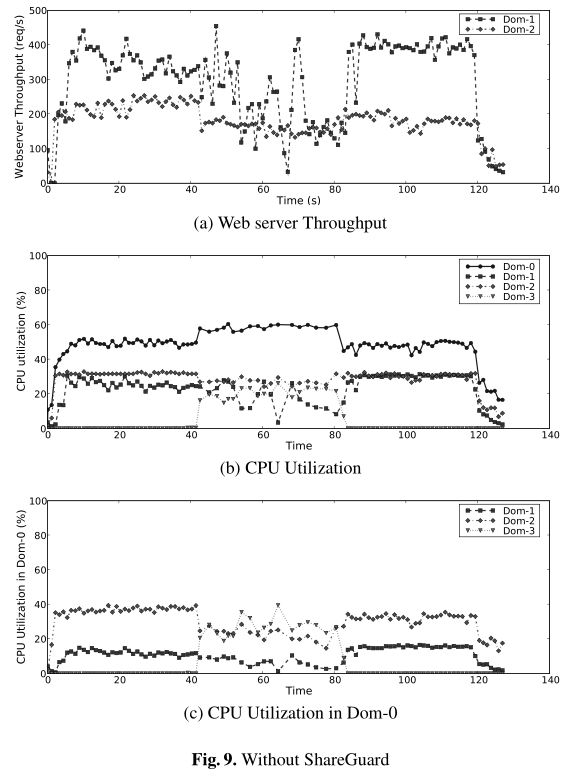 500
400
300
200
100
0
Webserver Throughput (req/s)
Dom-1
Dom-2
0 20 40 60 80 100 120 140
Time (s)
(a) Web server Throughput
100
80
60
40
20
0
CPU utilization (%)
Dom-0
Dom-1
Dom-2
Dom-3
0 20 40 60 80 100 120 140
Time
(b) CPU Utilization
100
80
60
40
20
0
CPU Utilization in Dom-0 (%)
Dom-1
Dom-2
Dom-3
0 20 40 60 80 100 120 140
Time
(c) CPU Utilization in Dom-0
Fig. 9. Without ShareGuard